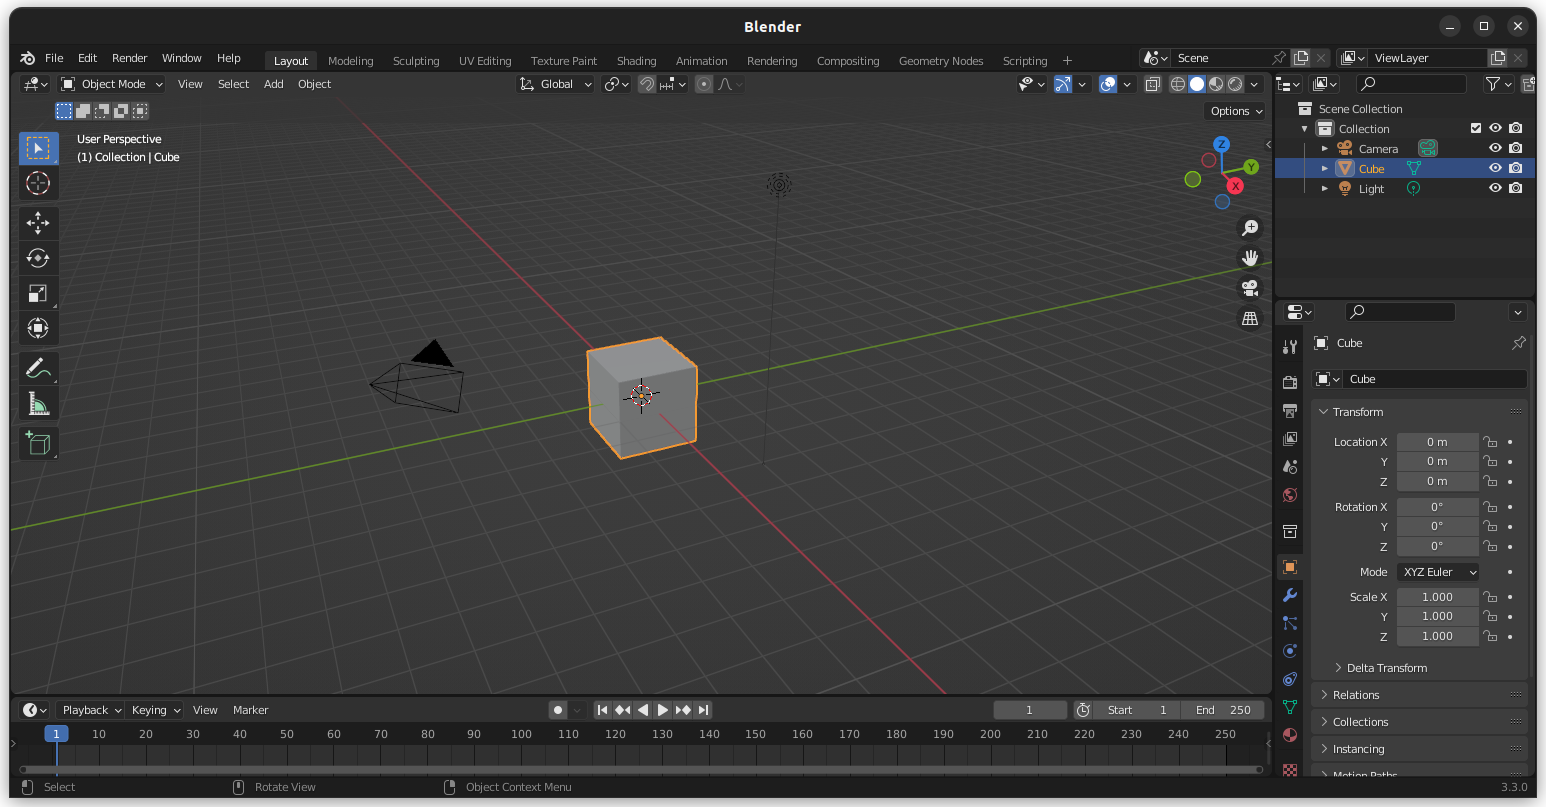 Blender
File Edit Render Window Help Layout Modeling Sculpting UV Editing Texture Paint Shading Animation Rendering Compositing Geometry Nodes Scripting + Scene ViewLayer
Object Mode View Select Add Object Global
Options
User Perspective
(1) Collection | Cube
Z
Y
X
Scene Collection
Collection
Camera
Cube
Light
Cube
Cube
Transform
Location X 0 m
Y 0 m
Z 0 m
Rotation X 0°
Y 0°
Z 0°
Mode XYZ Euler
Scale X 1.000
Y 1.000
Z 1.000
Delta Transform
Relations
Collections
Instancing
Motion Paths
Playback Keying View Marker 1 Start 1 End 250
1 10 20 30 40 50 60 70 80 90 100 110 120 130 140 150 160 170 180 190 200 210 220 230 240 250
Select Rotate View Object Context Menu 3.3.0